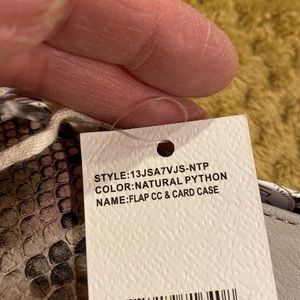 STYLE:13JSA7VJS-NTP
COLOR:NATURAL PYTHON
NAME:FLAP CC & CARD CASE